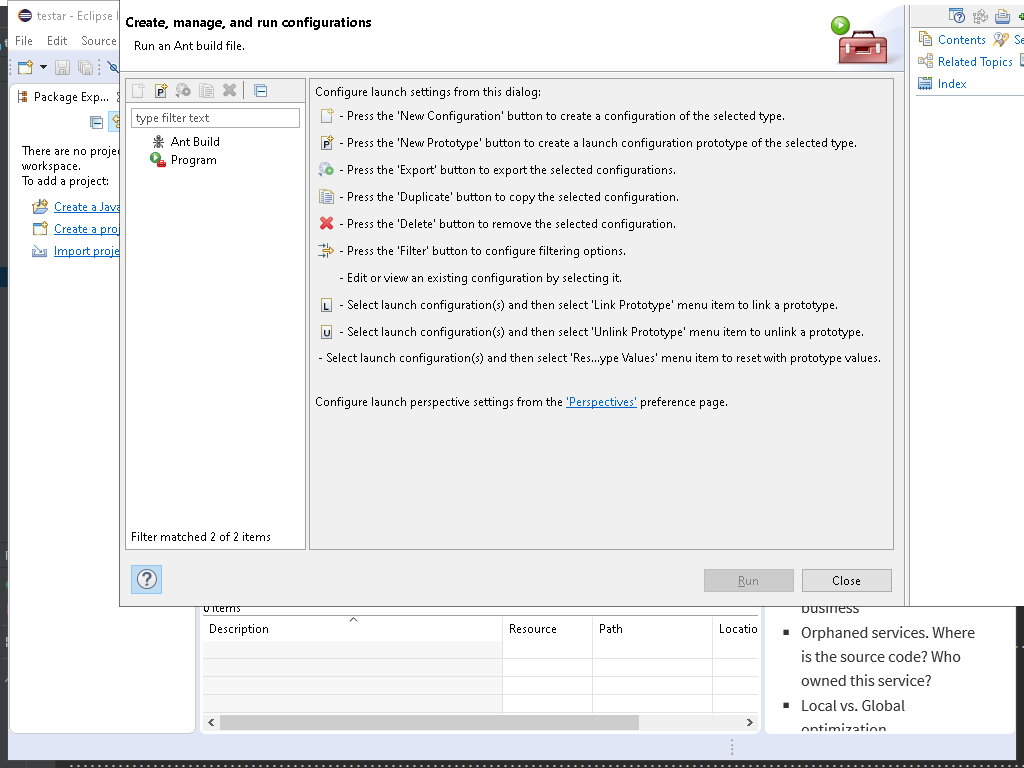 testar - Eclipse I
File Edit Source
Package Exp...
There are no proje
workspace.
To add a project:
Create a Java
Create a proj
Import proje
Create, manage, and run configurations
Run an Ant build file.
type filter text
Ant Build
Program
Filter matched 2 of 2 items
Configure launch settings from this dialog:
- Press the 'New Configuration' button to create a configuration of the selected type.
P - Press the 'New Prototype' button to create a launch configuration prototype of the selected type.
- Press the 'Export' button to export the selected configurations.
- Press the 'Duplicate' button to copy the selected configuration.
- Press the 'Delete' button to remove the selected configuration.
- Press the 'Filter' button to configure filtering options.
- Edit or view an existing configuration by selecting it.
L - Select launch configuration(s) and then select 'Link Prototype' menu item to link a prototype.
U - Select launch configuration(s) and then select 'Unlink Prototype' menu item to unlink a prototype.
- Select launch configuration(s) and then select 'Res...ype Values' menu item to reset with prototype values.
Configure launch perspective settings from the 'Perspectives' preference page.
Run Close
Contents Se
Related Topics
Index
0 items
Description Resource Path Locatio
business
▪ Orphaned services. Where
is the source code? Who
owned this service?
▪ Local vs. Global
optimization